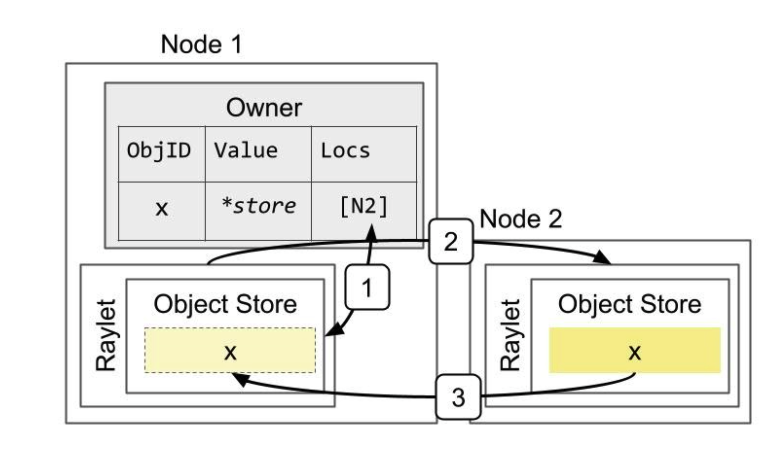 Node 1
Owner
ObjID Value Locs
x *store [N2]
Node 2
2
1
Raylet
Object Store
x
Raylet
Object Store
x
3